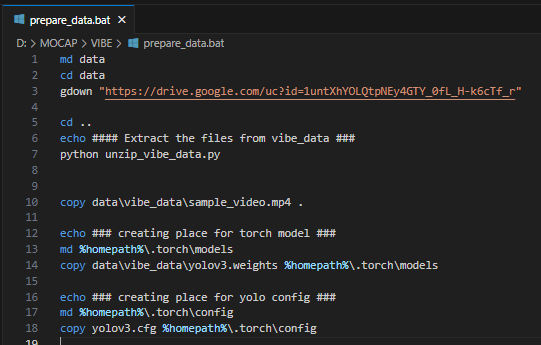 prepare_data.bat ×
D: > MOCAP > VIBE > prepare_data.bat
1 md data
2 cd data
3 gdown "https://drive.google.com/uc?id=1untXhYOLQtpNEy4GTY_0fL_H-k6cTf_r"
4
5 cd ..
6 echo #### Extract the files from vibe_data ###
7 python unzip_vibe_data.py
8
9
10 copy data\vibe_data\sample_video.mp4 .
11
12 echo ### creating place for torch model ###
13 md %homepath%\.torch\models
14 copy data\vibe_data\yolov3.weights %homepath%\.torch\models
15
16 echo ### creating place for yolo config ###
17 md %homepath%\.torch\config
18 copy yolov3.cfg %homepath%\.torch\config
19